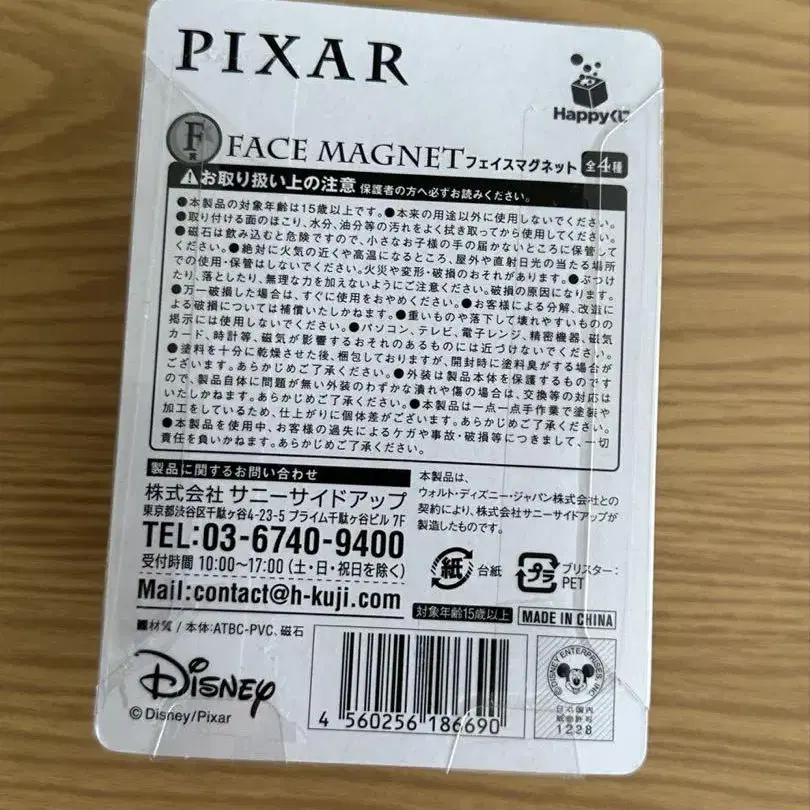 PIXAR
Happyくじ
F賞 FACE MAGNET フェイスマグネット 全4種
お取り扱い上の注意 保護者の方へ必ずお読みください。
●本製品の対象年齢は15歳以上です。●本来の用途以外に使用しないでください。
●取り付ける面のほこり、水分、油分等の汚れをよく拭き取ってから使用してください。
●磁石は飲み込むと危険ですので、小さなお子様の手の届かないところに保管して
ください。●絶対に火気の近くや高温になるところ、屋外や直射日光の当たる場所
での使用・保管はしないでください。火災や変形・破損のおそれがあります。●ぶつけ
たり、落としたり、無理な力を加えないようにご注意ください。破損の原因になります。
●万一破損した場合は、すぐに使用をおやめください。●お客様による分解、改造に
よる破損については補償いたしかねます。●重いものや落下して壊れやすいものの
掲示には使用しないでください。●パソコン、テレビ、電子レンジ、精密機器、磁気
カード、時計等、磁気が影響するおそれのあるものには近づけないでください。
●塗料を十分に乾燥させた後、梱包しておりますが、開封時に塗料臭がする場合が
ございます。あらかじめご了承ください。●外装は製品本体を保護するものですの
で、製品自体に問題が無い外装のわずかな潰れや傷の場合は、交換等の対応は
いたしかねます。あらかじめご了承ください。●本製品は一点一点手作業で塗装や
加工をしているため、仕上がりに個体差がございます。あらかじめご了承ください。
●本製品を使用中、お客様の過失によるケガや事故・破損等につきまして、一切
責任を負いかねます。あらかじめご了承ください。
製品に関するお問い合わせ
株式会社 サニーサイドアップ
東京都渋谷区千駄ヶ谷4-23-5 プライム千駄ヶ谷ビル 7F
TEL:03-6740-9400
受付時間 10:00〜17:00（土・日・祝日を除く）
Mail:contact@h-kuji.com
本製品は、
ウォルト・ディズニー・ジャパン株式会社との
契約により、株式会社サニーサイドアップが
製造したものです。
紙 台紙
プラ ブリスター：
PET
対象年齢15歳以上
MADE IN CHINA
■材質 / 本体：ATBC-PVC、磁石
Disney
© Disney/Pixar
4 560256 186690
©DISNEY ENTERPRISES, INC.
日本国内
販売許可
1228